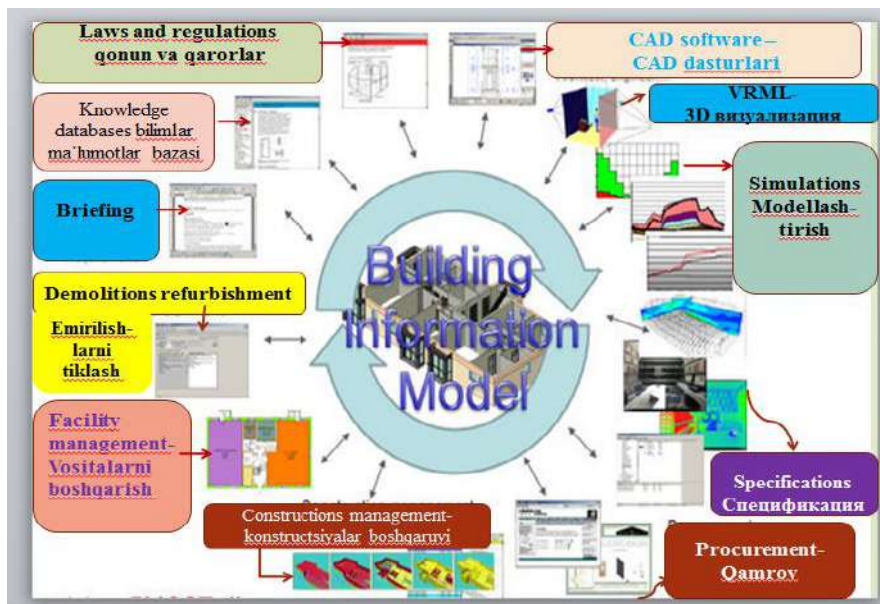 Laws and regulations
qonun va qarorlar
CAD software –
CAD dasturlari
VRML-
3D визуализация
Knowledge
databases bilimlar
ma'lumotlar bazasi
Simulations
Modellash-
tirish
Briefing
Building
Information
Model
Demolitions refurbishment
Emirilish-
larni
tiklash
Facility
management-
Vositalarni
boshqarish
Specifications
Спецификация
Constructions management-
konstructsiyalar boshqaruvi
Procurement-
Qamrov